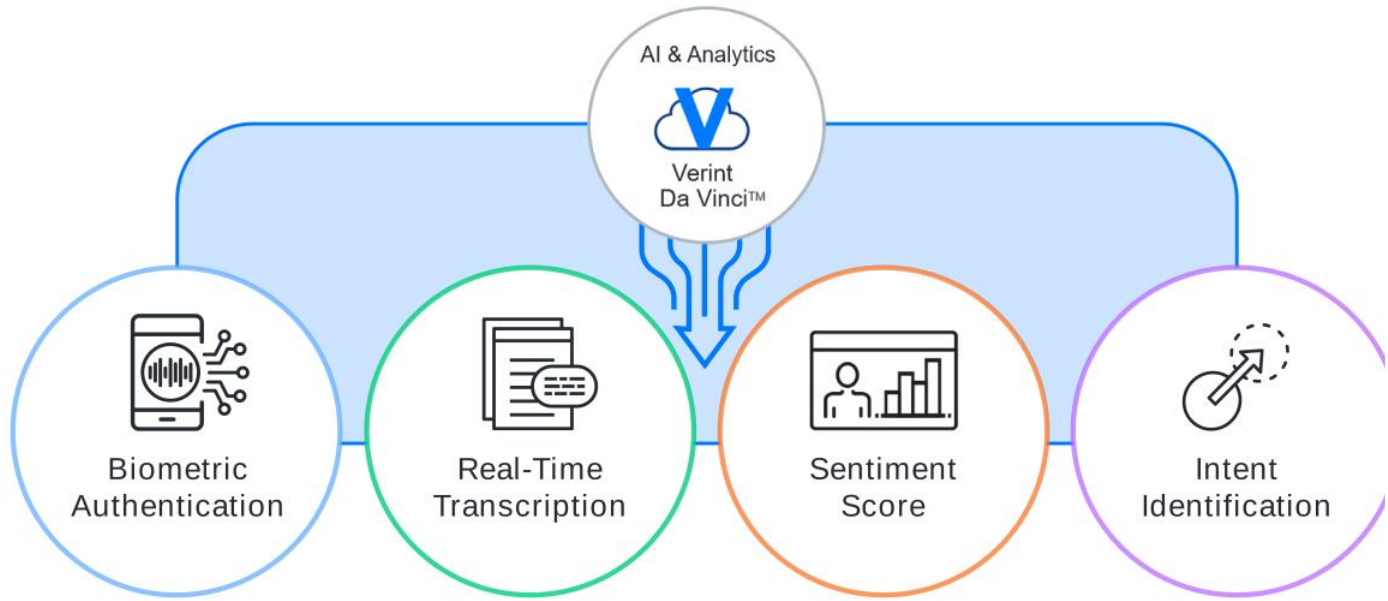 AI & Analytics
Verint
Da Vinci™
Biometric
Authentication
Real-Time
Transcription
Sentiment
Score
Intent
Identification